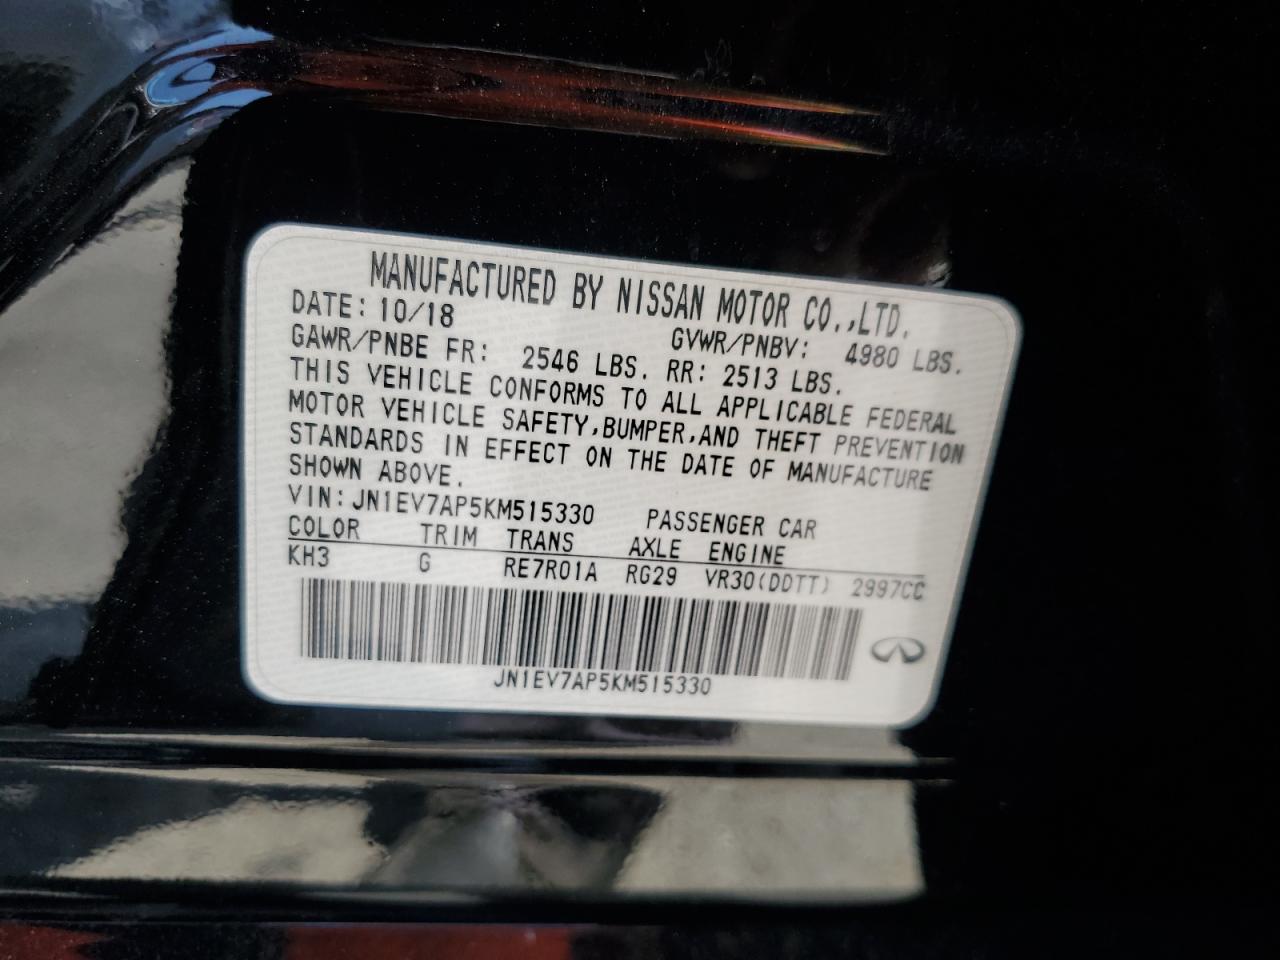 MANUFACTURED BY NISSAN MOTOR CO.,LTD.
DATE: 10/18 GVWR/PNBV: 4980 LBS.
GAWR/PNBE FR: 2546 LBS. RR: 2513 LBS.
THIS VEHICLE CONFORMS TO ALL APPLICABLE FEDERAL
MOTOR VEHICLE SAFETY,BUMPER,AND THEFT PREVENTION
STANDARDS IN EFFECT ON THE DATE OF MANUFACTURE
SHOWN ABOVE.
VIN: JN1EV7AP5KM515330 PASSENGER CAR
COLOR TRIM TRANS AXLE ENGINE
KH3 G RE7R01A RG29 VR30(DDTT) 2997CC
JN1EV7AP5KM515330